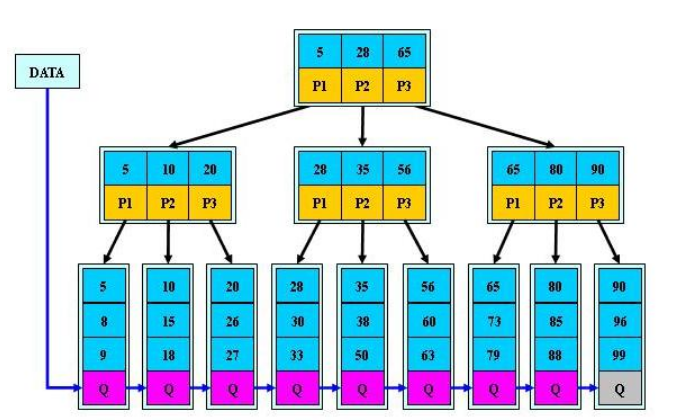 5 28 65
DATA
P1 P2 P3
5 10 20 28 35 56 65 80 90
P1 P2 P3 P1 P2 P3 P1 P2 P3
5 10 20 28 35 56 65 80 90
8 15 26 30 38 60 73 85 96
9 18 27 33 50 63 79 88 99
Q Q Q Q Q Q Q Q Q